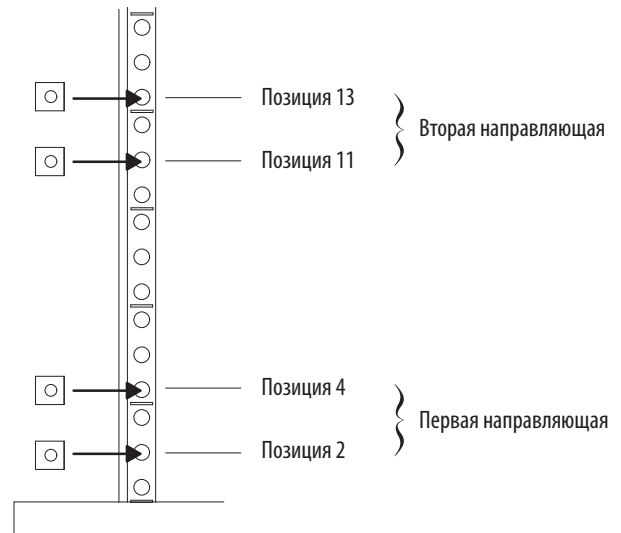 Позиция 13
Вторая направляющая
Позиция 11
Позиция 4
Первая направляющая
Позиция 2